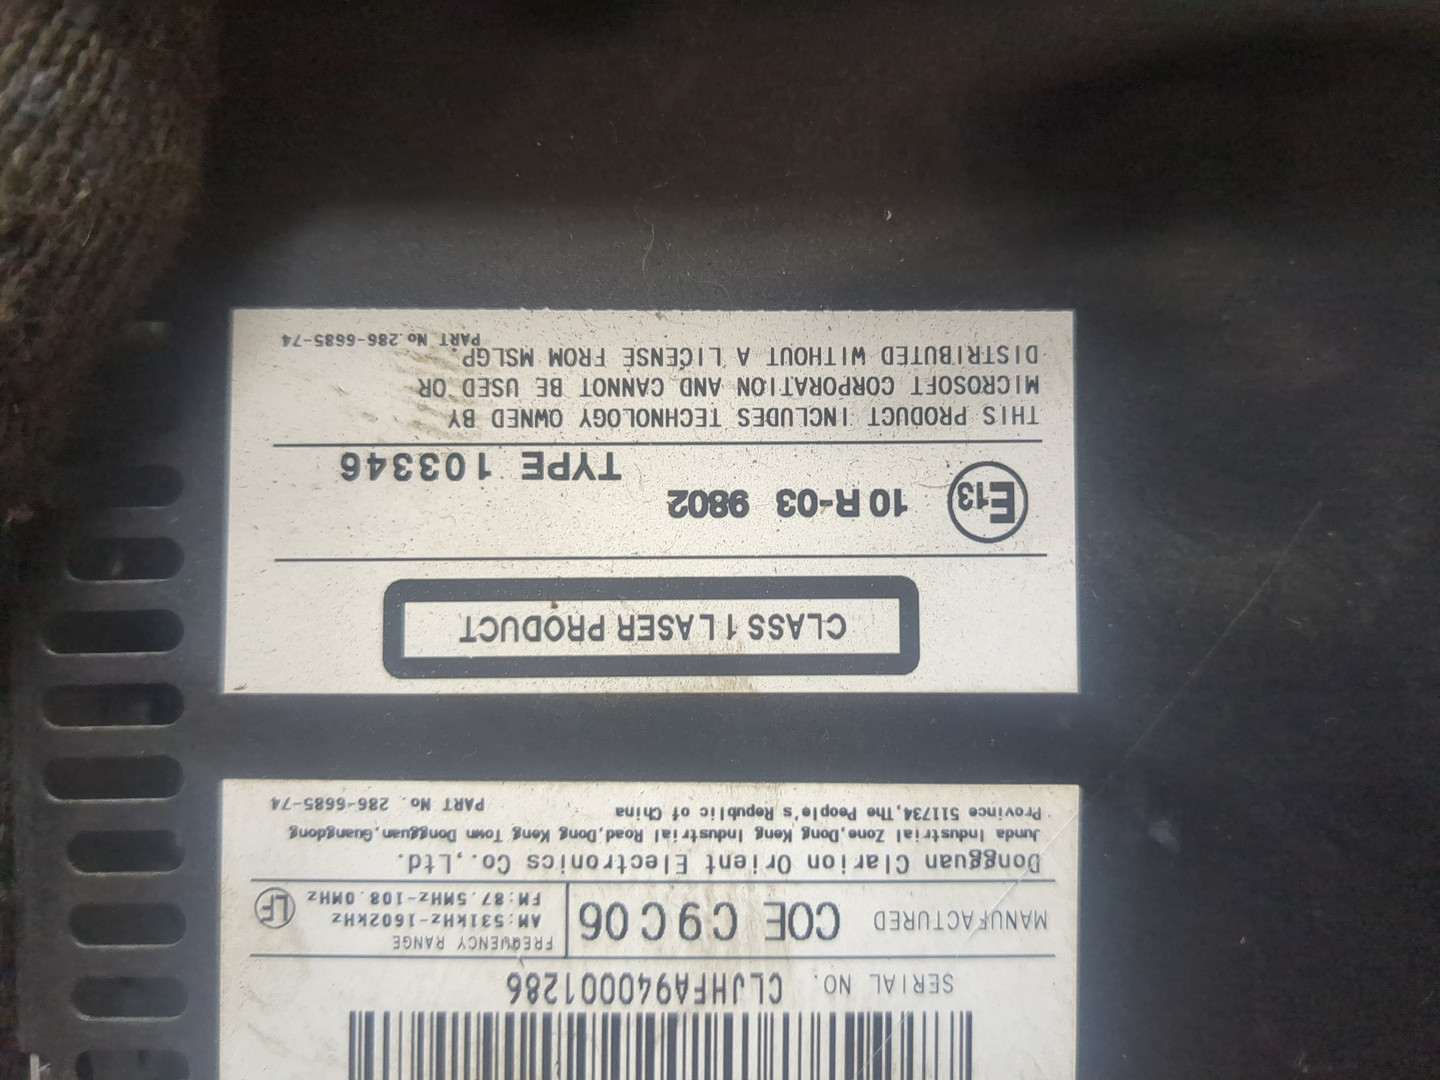 SERIAL NO. CLJHFA940001286
MANUFACTURED COE C9C06
FREQUENCY RANGE
AM:531kHz-1602kHz
FM:87.5MHz-108.0MHz
LF
Dongguan Clarion Orient Electronics Co.,Ltd.
Junda Industrial Zone,Dong Keng Industrial Road,Dong Keng Town Dongguan,Guangdong
Province 511734,The People's Republic of China
PART No. 286-6685-74
CLASS 1 LASER PRODUCT
E13 10 R-03 9802
TYPE 103346
THIS PRODUCT INCLUDES TECHNOLOGY OWNED BY
MICROSOFT CORPORATION AND CANNOT BE USED OR
DISTRIBUTED WITHOUT A LICENSE FROM MSLGP.
PART No.286-6685-74